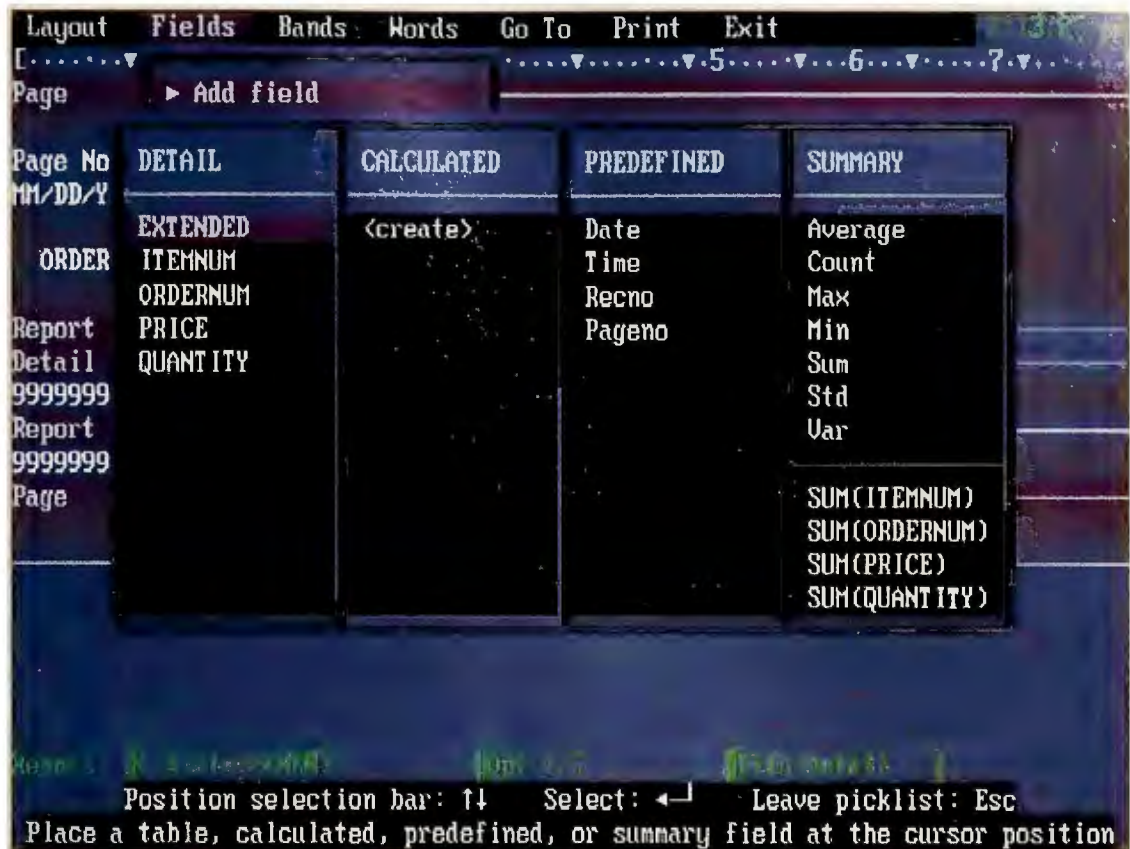 Layout Fields Bands Words Go To Print Exit
[·······▼ ·····▼·······▼·5·····▼···6···▼·····7·▼··
Page ► Add field
Page No DETAIL CALCULATED PREDEFINED SUMMARY
MM/DD/Y
EXTENDED <create> Date Average
ORDER ITEMNUM Time Count
ORDERNUM Recno Max
Report PRICE Pageno Min
Detail QUANTITY Sum
9999999 Std
Report Var
9999999
Page SUM(ITEMNUM)
SUM(ORDERNUM)
SUM(PRICE)
SUM(QUANTITY)
Position selection bar: ↑↓ Select: ◄─┘ Leave picklist: Esc
Place a table, calculated, predefined, or summary field at the cursor position